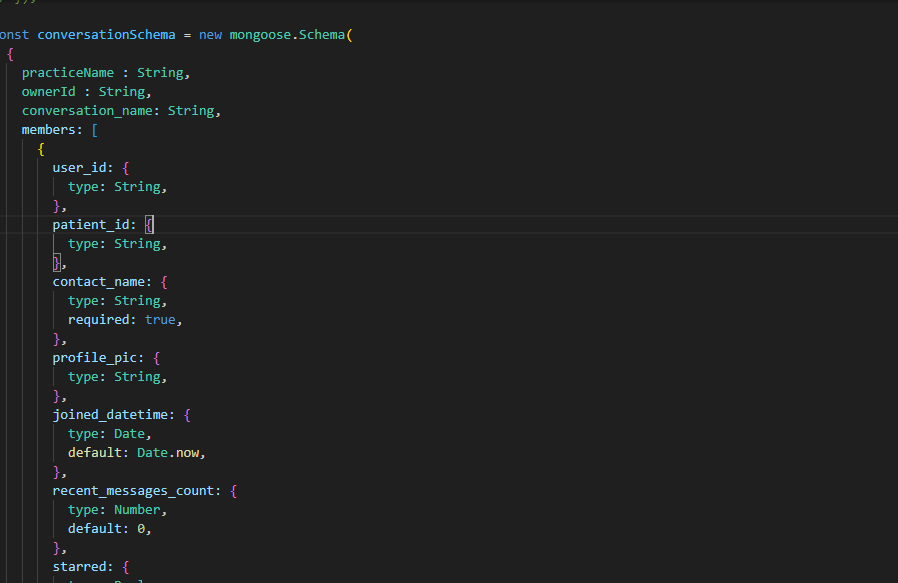 onst conversationSchema = new mongoose.Schema(
{
practiceName : String,
ownerId : String,
conversation_name: String,
members: [
{
user_id: {
type: String,
},
patient_id: {
type: String,
},
contact_name: {
type: String,
required: true,
},
profile_pic: {
type: String,
},
joined_datetime: {
type: Date,
default: Date.now,
},
recent_messages_count: {
type: Number,
default: 0,
},
starred: {